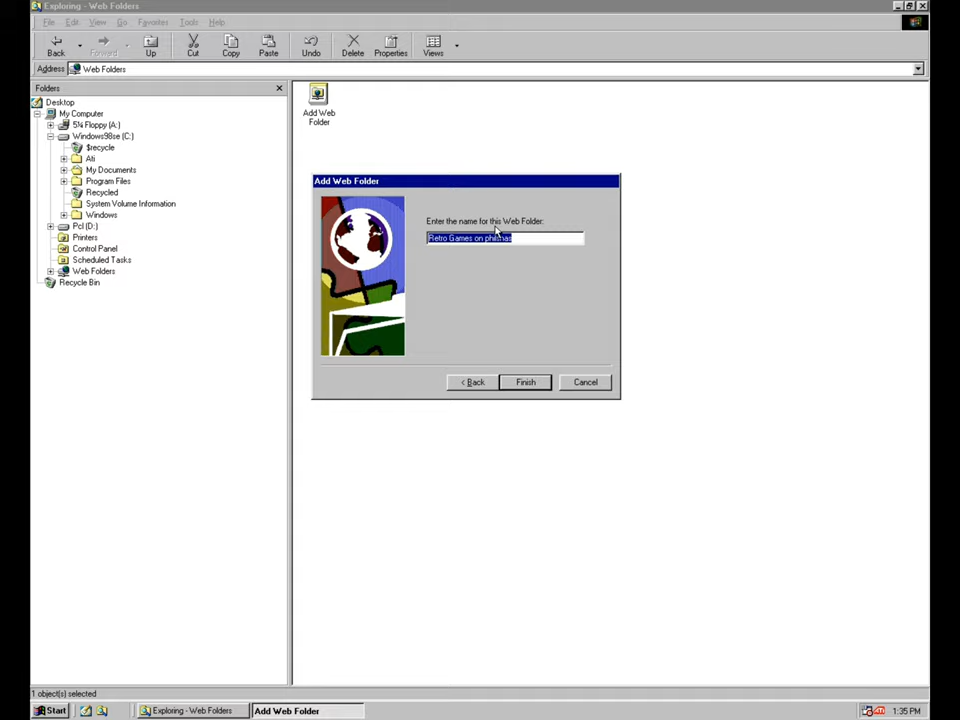 Exploring - Web Folders
File Edit View Go Favorites Tools Help
Back Forward Up Cut Copy Paste Undo Delete Properties Views
Address Web Folders
Folders
Desktop
My Computer
5¼ Floppy (A:)
Windows98se (C:)
$recycle
Ati
My Documents
Program Files
Recycled
System Volume Information
Windows
Pcl (D:)
Printers
Control Panel
Scheduled Tasks
Web Folders
Recycle Bin
Add Web
Folder
Add Web Folder
Enter the name for this Web Folder:
Retro Games on philsnas
< Back Finish Cancel
1 object(s) selected
Start Exploring - Web Folders Add Web Folder 1:35 PM